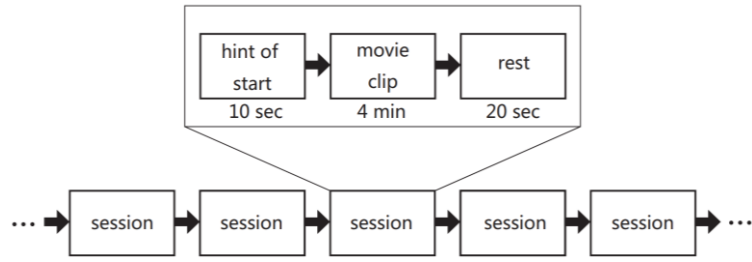 hint of
start
movie
clip
rest
10 sec
4 min
20 sec
... session session session session session ...